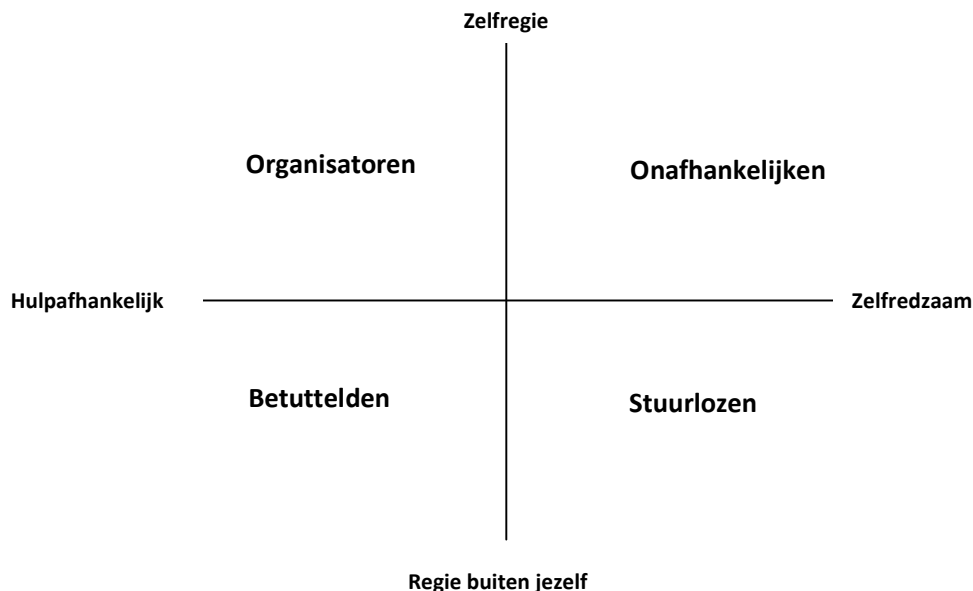 Zelfregie
Organisatoren
Onafhankelijken
Hulpafhankelijk
Zelfredzaam
Betuttelden
Stuurlozen
Regie buiten jezelf